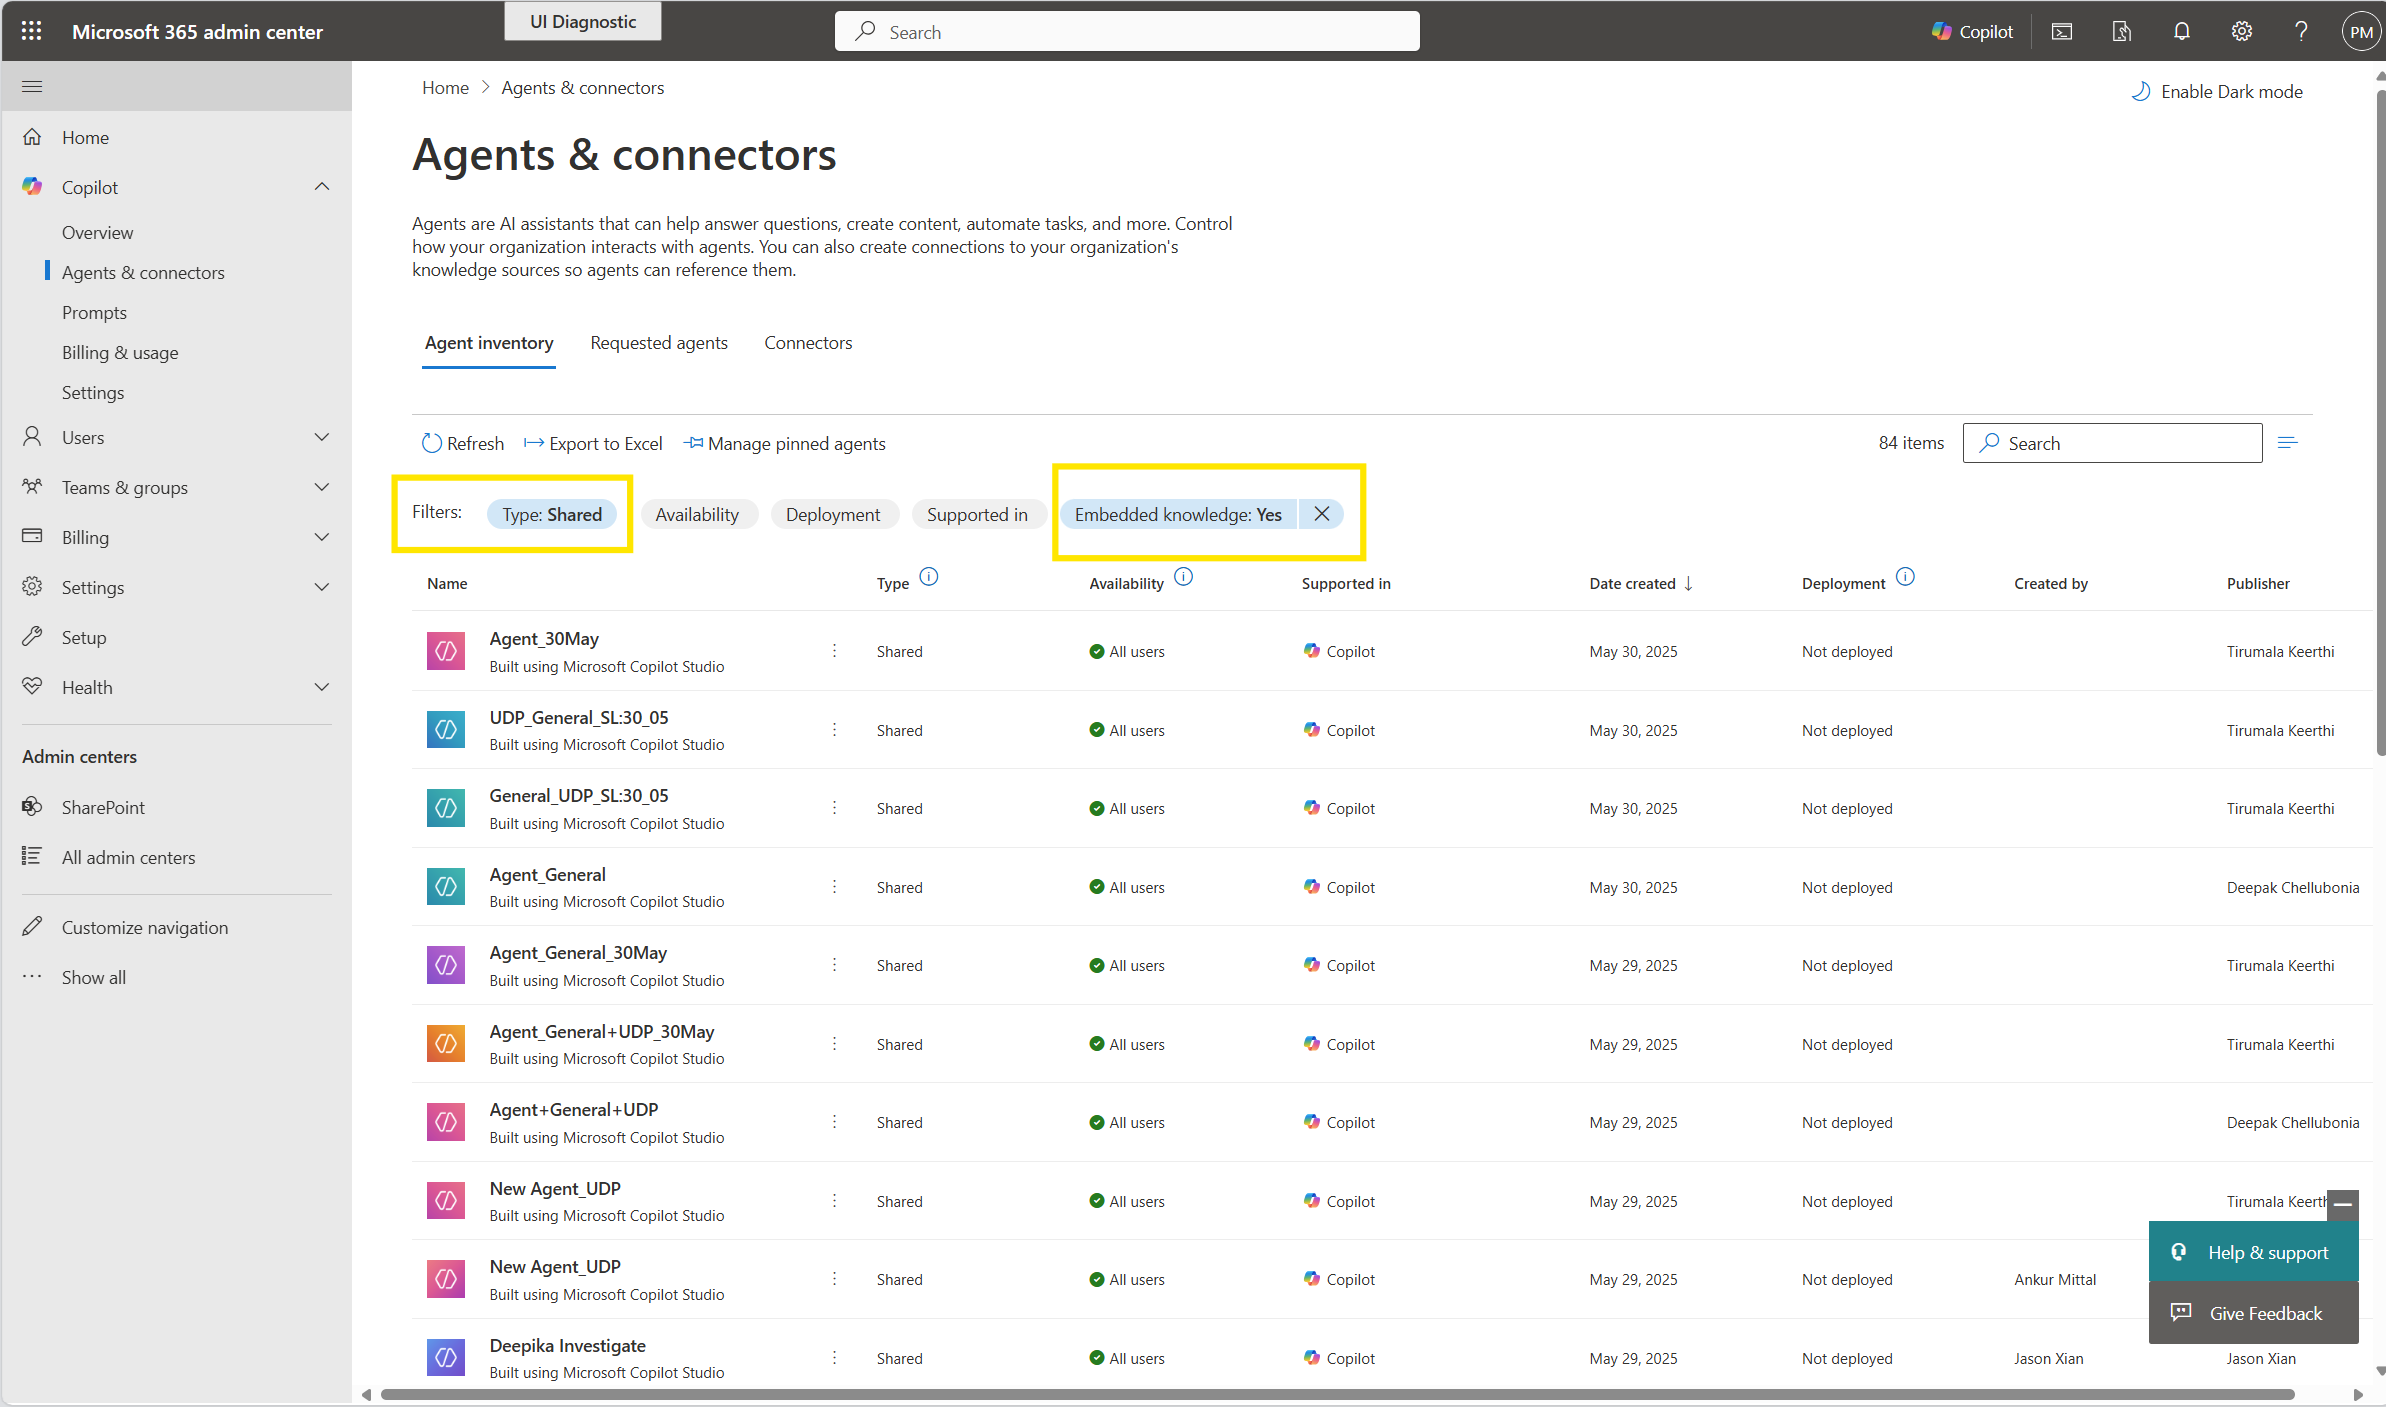 Microsoft 365 admin center
UI Diagnostic
Search
Copilot
PM
Home
Copilot
Overview
Agents & connectors
Prompts
Billing & usage
Settings
Users
Teams & groups
Billing
Settings
Setup
Health
Admin centers
SharePoint
All admin centers
Customize navigation
Show all
Home > Agents & connectors
Enable Dark mode
Agents & connectors
Agents are AI assistants that can help answer questions, create content, automate tasks, and more. Control
how your organization interacts with agents. You can also create connections to your organization's
knowledge sources so agents can reference them.
Agent inventory Requested agents Connectors
Refresh Export to Excel Manage pinned agents 84 items Search
Filters: Type: Shared Availability Deployment Supported in Embedded knowledge: Yes
Name Type Availability Supported in Date created ↓ Deployment Created by Publisher
Agent_30May
Built using Microsoft Copilot Studio
Shared All users Copilot May 30, 2025 Not deployed Tirumala Keerthi
UDP_General_SL:30_05
Built using Microsoft Copilot Studio
Shared All users Copilot May 30, 2025 Not deployed Tirumala Keerthi
General_UDP_SL:30_05
Built using Microsoft Copilot Studio
Shared All users Copilot May 30, 2025 Not deployed Tirumala Keerthi
Agent_General
Built using Microsoft Copilot Studio
Shared All users Copilot May 30, 2025 Not deployed Deepak Chellubonia
Agent_General_30May
Built using Microsoft Copilot Studio
Shared All users Copilot May 29, 2025 Not deployed Tirumala Keerthi
Agent_General+UDP_30May
Built using Microsoft Copilot Studio
Shared All users Copilot May 29, 2025 Not deployed Tirumala Keerthi
Agent+General+UDP
Built using Microsoft Copilot Studio
Shared All users Copilot May 29, 2025 Not deployed Deepak Chellubonia
New Agent_UDP
Built using Microsoft Copilot Studio
Shared All users Copilot May 29, 2025 Not deployed Tirumala Keerth
New Agent_UDP
Built using Microsoft Copilot Studio
Shared All users Copilot May 29, 2025 Not deployed Ankur Mittal
Deepika Investigate
Built using Microsoft Copilot Studio
Shared All users Copilot May 29, 2025 Not deployed Jason Xian Jason Xian
Help & support
Give Feedback